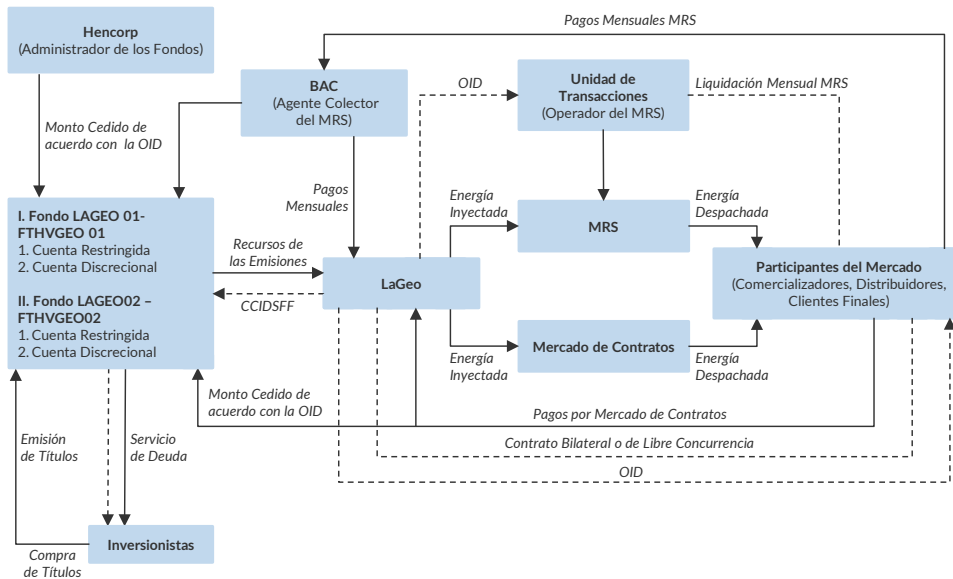 Pagos Mensuales MRS
Hencorp
(Administrador de los Fondos)
BAC
(Agente Colector
del MRS)
OID
Unidad de
Transacciones
(Operador del MRS)
Liquidación Mensual MRS
Monto Cedido de
acuerdo con la OID
Pagos
Mensuales
Energía
Inyectada
MRS
Energía
Despachada
I. Fondo LAGEO 01-
FTHVGEO 01
1. Cuenta Restringida
2. Cuenta Discrecional
II. Fondo LAGEO02 –
FTHVGEO02
1. Cuenta Restringida
2. Cuenta Discrecional
Recursos de
las Emisiones
CCIDSFF
LaGeo
Participantes del Mercado
(Comercializadores, Distribuidores,
Clientes Finales)
Energía
Inyectada
Mercado de Contratos
Energía
Despachada
Monto Cedido de
acuerdo con la OID
Pagos por Mercado de Contratos
Contrato Bilateral o de Libre Concurrencia
OID
Emisión
de Títulos
Servicio
de Deuda
Inversionistas
Compra
de Títulos